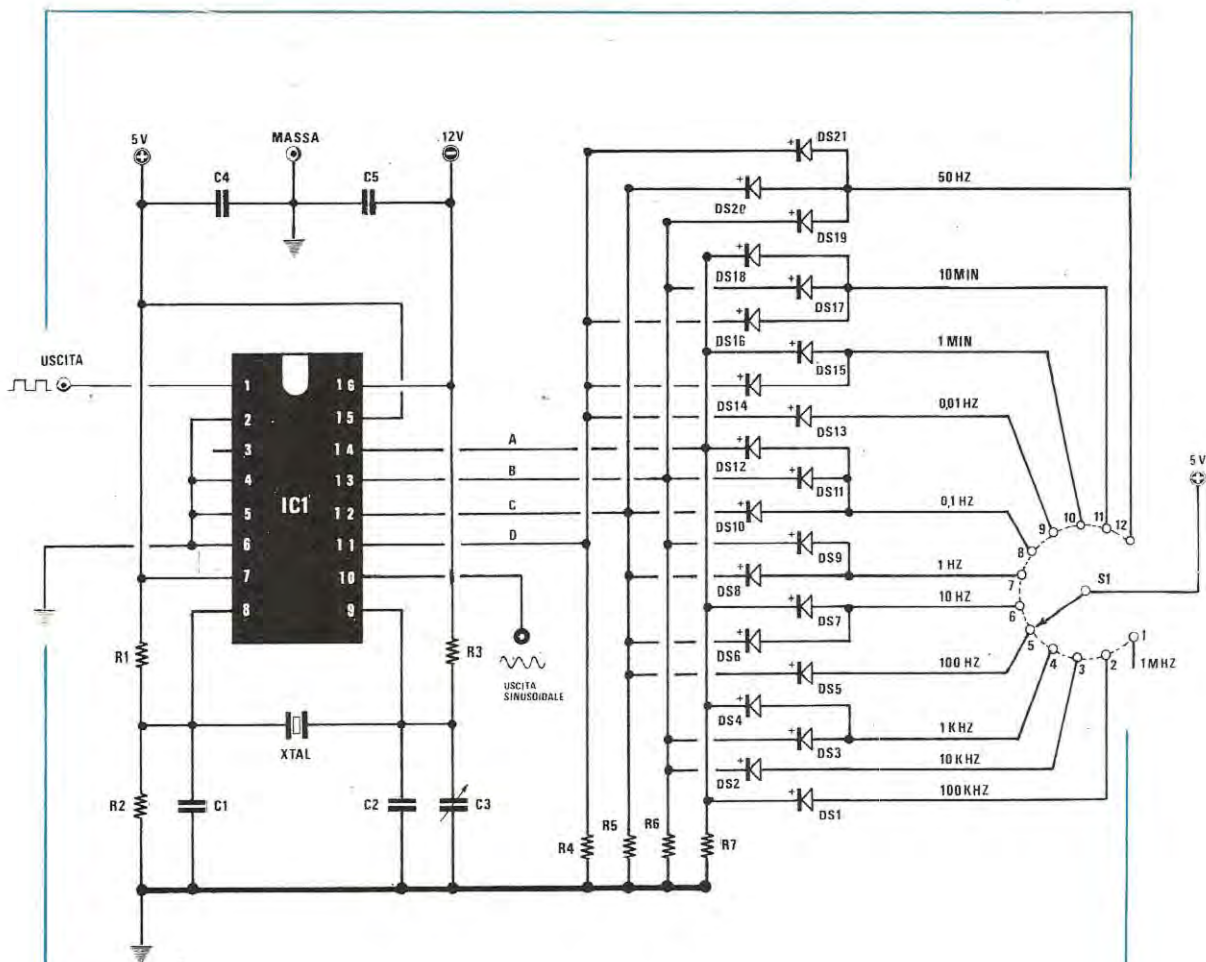 5V
MASSA
12V
C4
C5
USCITA
IC1
1
2
3
4
5
6
7
8
16
15
14
13
12
11
10
9
A
B
C
D
R1
R2
R3
XTAL
C1
C2
C3
USCITA
SINUSOIDALE
R4
R5
R6
R7
DS21
DS20
DS19
DS18
DS17
DS16
DS15
DS14
DS13
DS12
DS11
DS10
DS9
DS8
DS7
DS6
DS5
DS4
DS3
DS2
DS1
50 HZ
10 MIN
1 MIN
0,01 HZ
0,1 HZ
1 HZ
10 HZ
100 HZ
1 KHZ
10 KHZ
100 KHZ
12
11
10
9
8
7
6
5
4
3
2
1
1 MHZ
S1
5V